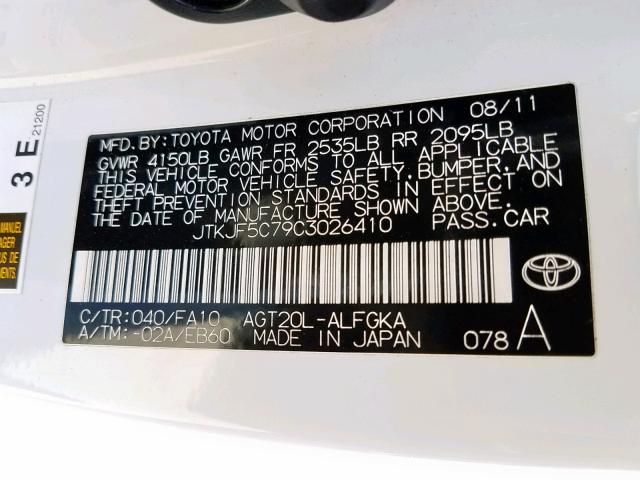 MFD.BY:TOYOTA MOTOR CORPORATION 08/11
GVWR 4150LB GAWR FR 2535LB RR 2095LB
THIS VEHICLE CONFORMS TO ALL APPLICABLE
FEDERAL MOTOR VEHICLE SAFETY,BUMPER,AND
THEFT PREVENTION STANDARDS IN EFFECT ON
THE DATE OF MANUFACTURE SHOWN ABOVE.
JTKJF5C79C3026410 PASS.CAR
C/TR:040/FA10 AGT20L-ALFGKA
A/TM:-02A/EB60 MADE IN JAPAN 078 A
3 E
21200
MANUEL